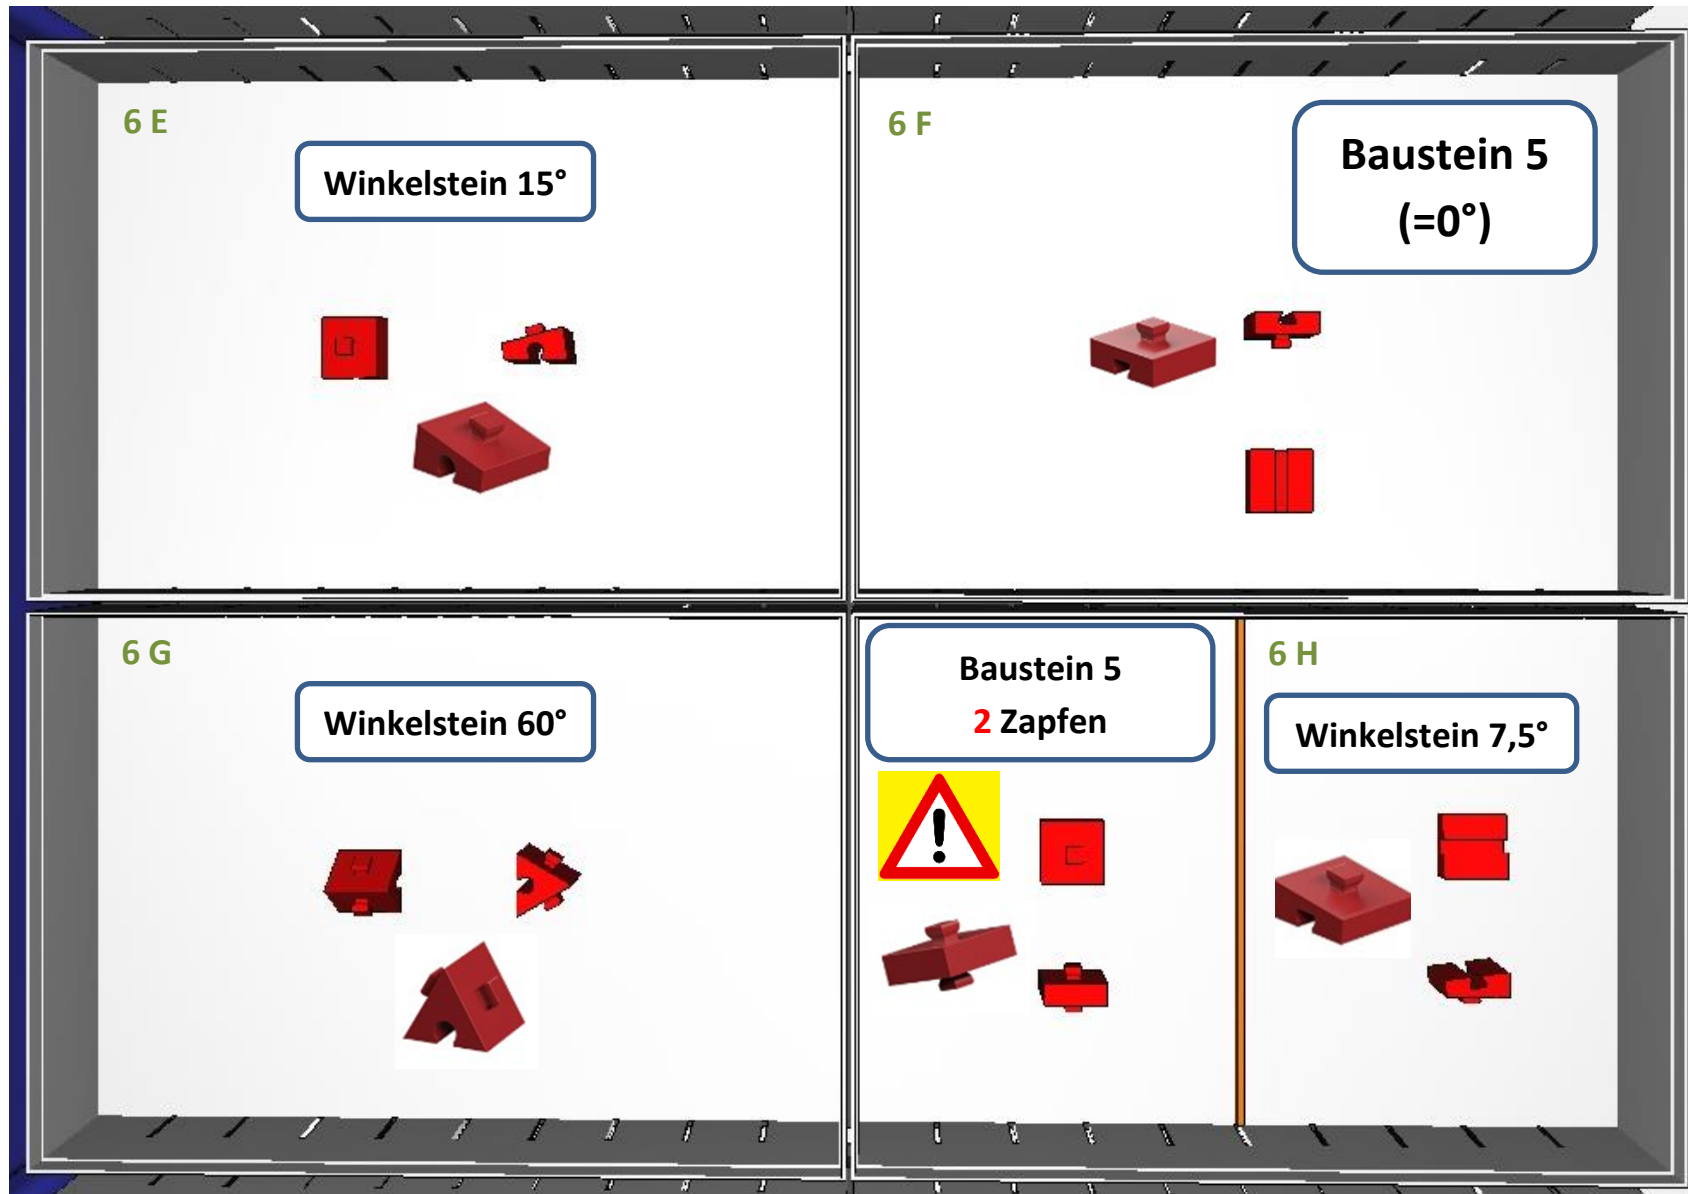 6 E
Winkelstein 15°
6 F
Baustein 5
(=0°)
6 G
Winkelstein 60°
Baustein 5
2 Zapfen
6 H
Winkelstein 7,5°